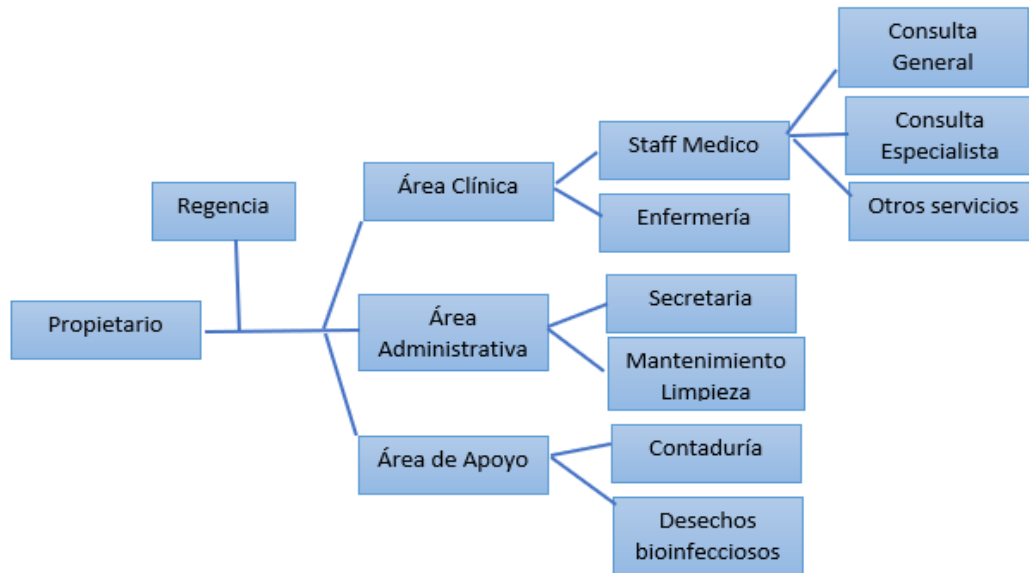 Consulta
General
Staff Medico
Consulta
Especialista
Área Clínica
Regencia
Enfermería
Otros servicios
Propietario
Área
Administrativa
Secretaria
Mantenimiento
Limpieza
Área de Apoyo
Contaduría
Desechos
bioinfecciosos